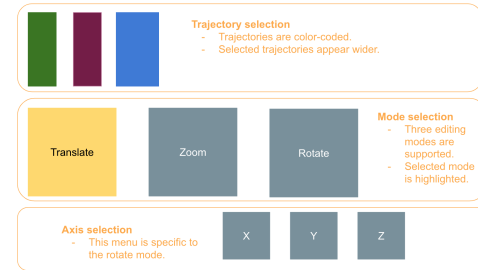 Trajectory selection
- Trajectories are color-coded.
- Selected trajectories appear wider.
Translate
Zoom
Rotate
Mode selection
- Three editing
modes are
supported.
- Selected mode
is highlighted.
Axis selection
- This menu is specific to
the rotate mode.
X
Y
Z